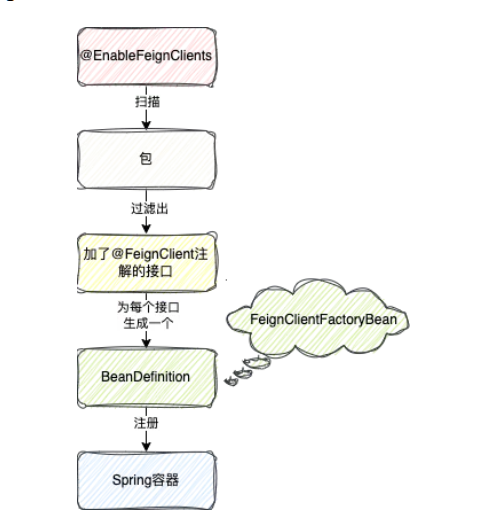 @EnableFeignClients
扫描
包
过滤出
加了@FeignClient注
解的接口
为每个接口
生成一个
FeignClientFactoryBean
BeanDefinition
注册
Spring容器